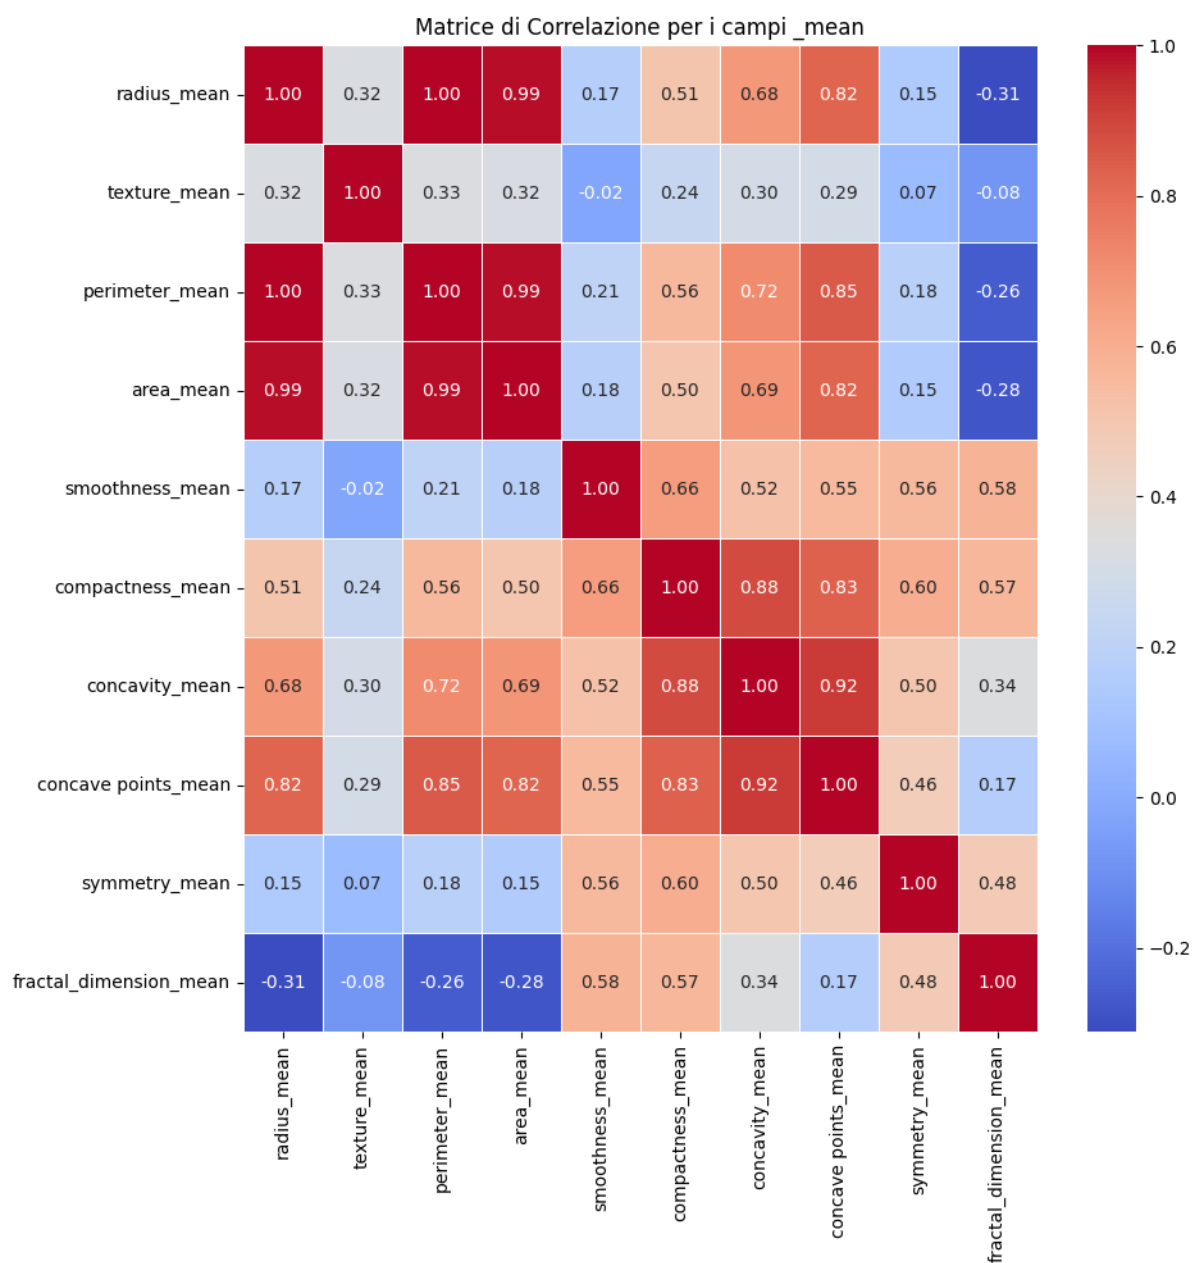 Matrice di Correlazione per i campi _mean
radius_mean 1.00 0.32 1.00 0.99 0.17 0.51 0.68 0.82 0.15 -0.31
texture_mean 0.32 1.00 0.33 0.32 -0.02 0.24 0.30 0.29 0.07 -0.08
perimeter_mean 1.00 0.33 1.00 0.99 0.21 0.56 0.72 0.85 0.18 -0.26
area_mean 0.99 0.32 0.99 1.00 0.18 0.50 0.69 0.82 0.15 -0.28
smoothness_mean 0.17 -0.02 0.21 0.18 1.00 0.66 0.52 0.55 0.56 0.58
compactness_mean 0.51 0.24 0.56 0.50 0.66 1.00 0.88 0.83 0.60 0.57
concavity_mean 0.68 0.30 0.72 0.69 0.52 0.88 1.00 0.92 0.50 0.34
concave points_mean 0.82 0.29 0.85 0.82 0.55 0.83 0.92 1.00 0.46 0.17
symmetry_mean 0.15 0.07 0.18 0.15 0.56 0.60 0.50 0.46 1.00 0.48
fractal_dimension_mean -0.31 -0.08 -0.26 -0.28 0.58 0.57 0.34 0.17 0.48 1.00
radius_mean
texture_mean
perimeter_mean
area_mean
smoothness_mean
compactness_mean
concavity_mean
concave points_mean
symmetry_mean
fractal_dimension_mean
1.0
0.8
0.6
0.4
0.2
0.0
−0.2